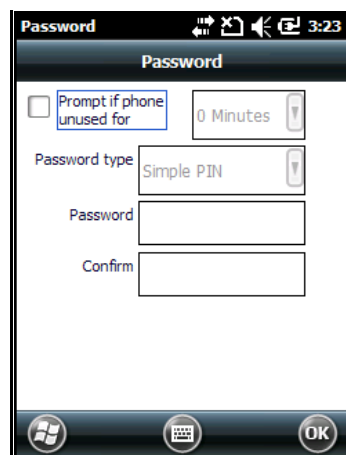 Password 3:23
Password
Prompt if phone
unused for
0 Minutes
Password type
Simple PIN
Password
Confirm
OK